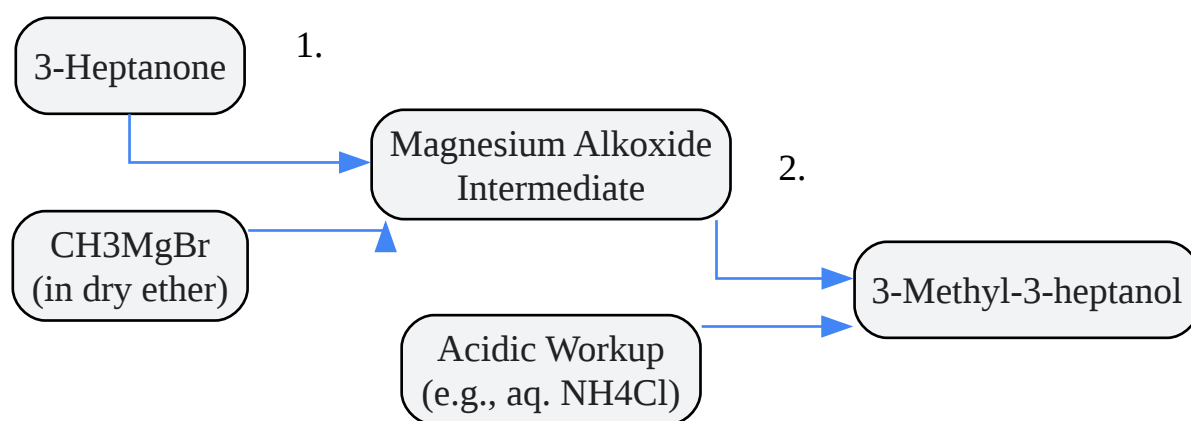 3-Heptanone
1.
Magnesium Alkoxide
Intermediate
2.
CH3MgBr
(in dry ether)
3-Methyl-3-heptanol
Acidic Workup
(e.g., aq. NH4Cl)